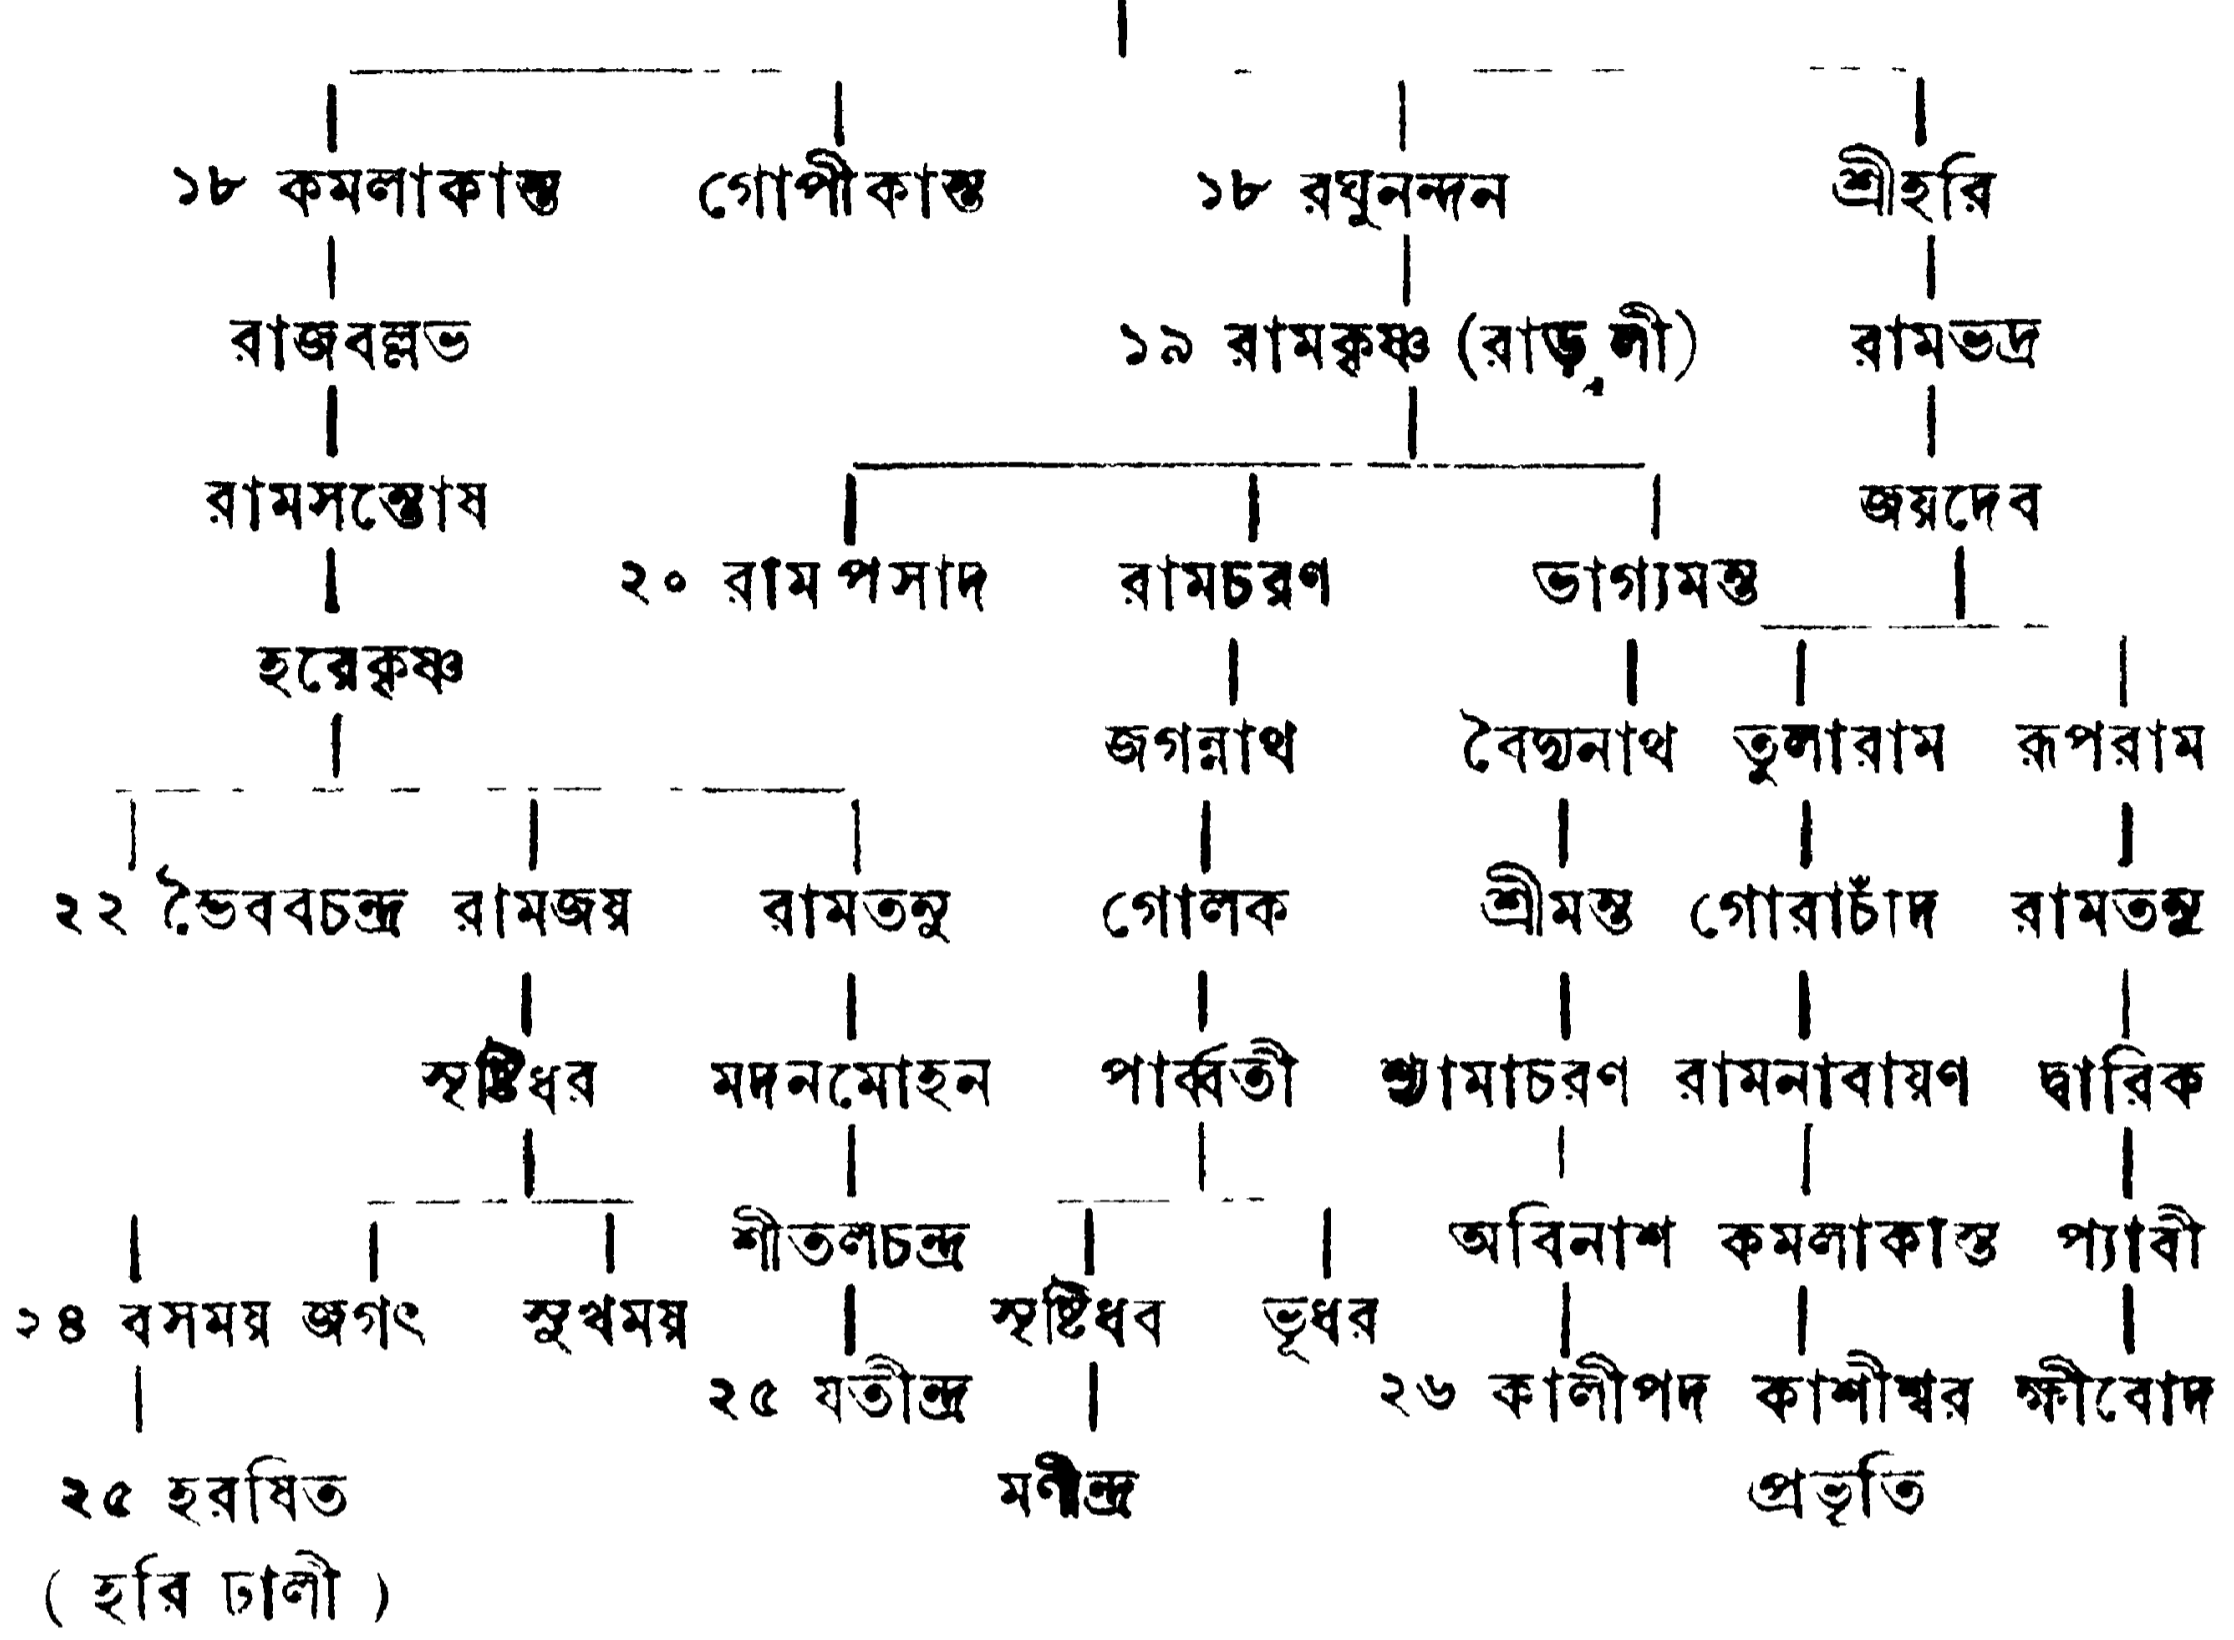 ১৮ কমলাকান্ত গোপীকান্ত ১৮ রঘুনন্দন শ্রীহরি
রাজবল্লভ ১৯ রামকৃষ্ণ (রাড়ুলী) রামভদ্র
রামসন্তোষ জয়দেব
২০ রামপসাদ রামচরণ ভাগ্যমন্ত
হরেকৃষ্ণ
জগন্নাথ বৈদ্যনাথ তুলারাম রূপরাম
২২ ভৈববচন্দ্র রামজয় রামতনু গোলক শ্রীমন্ত গোরাচাঁদ রামতনু
সৃষ্টিধর মদনমোহন পার্ব্বতী শ্যামাচরণ রামনাবায়ণ দ্বারিক
শীতলচন্দ্র অবিনাশ কমলাকান্ত প্যাবী
২৪ বসময় জগৎ সুখময় সৃষ্টিধব ভূধর
২৫ যতীন্দ্র ২৬ কালীপদ কাশীশ্বর ক্ষীবোদ
২৫ হরষিত মণীন্দ্র প্রভৃতি
( হরি ঢালী )